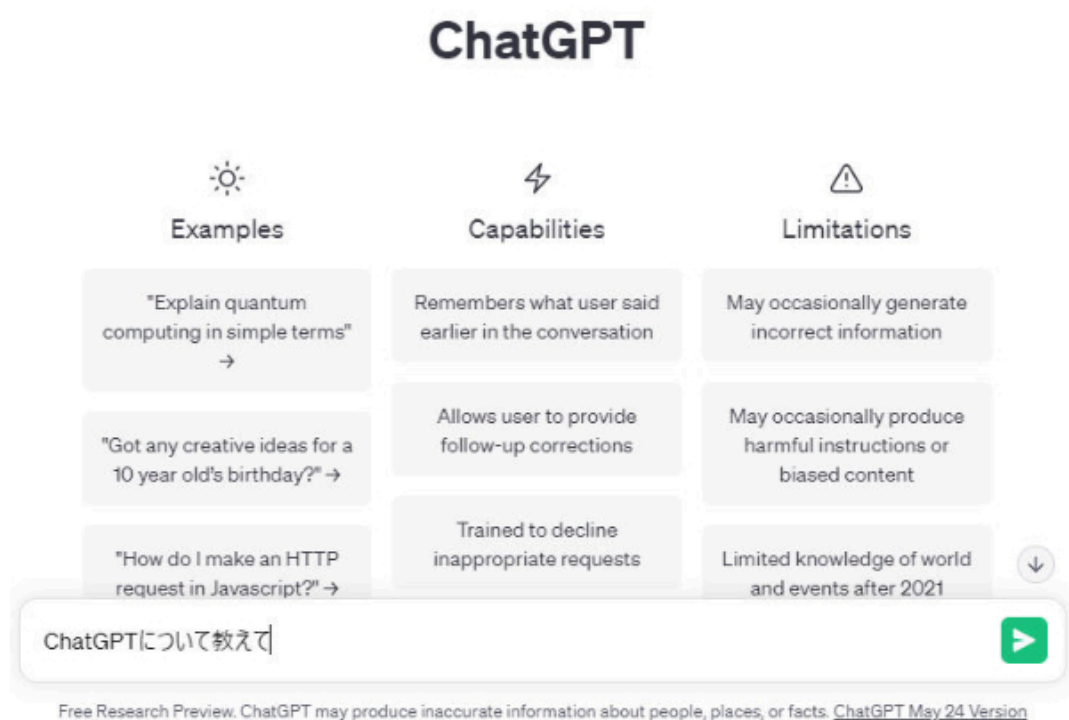 ChatGPT
Examples
"Explain quantum
computing in simple terms"
→
"Got any creative ideas for a
10 year old's birthday?" →
"How do I make an HTTP
request in Javascript?" →
Capabilities
Remembers what user said
earlier in the conversation
Allows user to provide
follow-up corrections
Trained to decline
inappropriate requests
Limitations
May occasionally generate
incorrect information
May occasionally produce
harmful instructions or
biased content
Limited knowledge of world
and events after 2021
ChatGPTについて教えて
Free Research Preview. ChatGPT may produce inaccurate information about people, places, or facts. ChatGPT May 24 Version